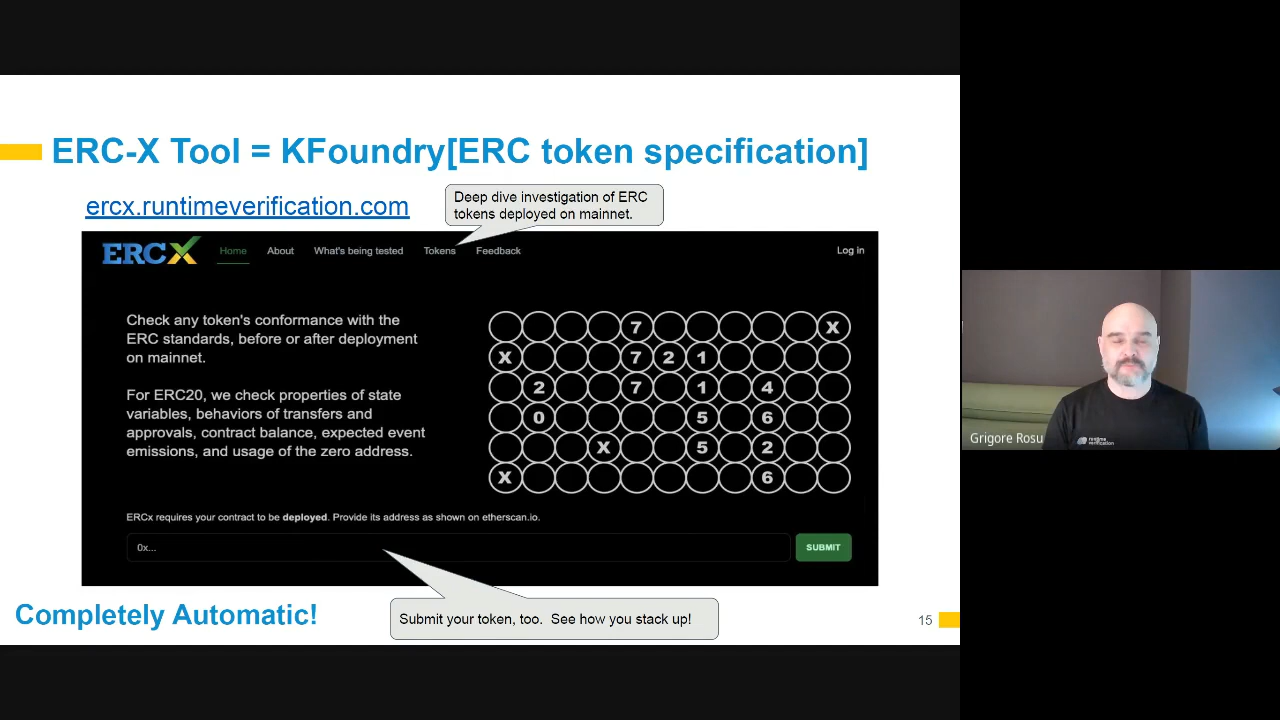 ERC-X Tool = KFoundry[ERC token specification]
ercx.runtimeverification.com
Deep dive investigation of ERC
tokens deployed on mainnet.
ERCX Home About What's being tested Tokens Feedback Log in
Check any token's conformance with the
ERC standards, before or after deployment
on mainnet.
For ERC20, we check properties of state
variables, behaviors of transfers and
approvals, contract balance, expected event
emissions, and usage of the zero address.
7 X
X 7 2 1
2 7 1 4
0 5 6
X 5 2
X 6
ERCx requires your contract to be deployed. Provide its address as shown on etherscan.io.
0x... SUBMIT
Completely Automatic!
Submit your token, too. See how you stack up!
15
Grigore Rosu
runtime
verification